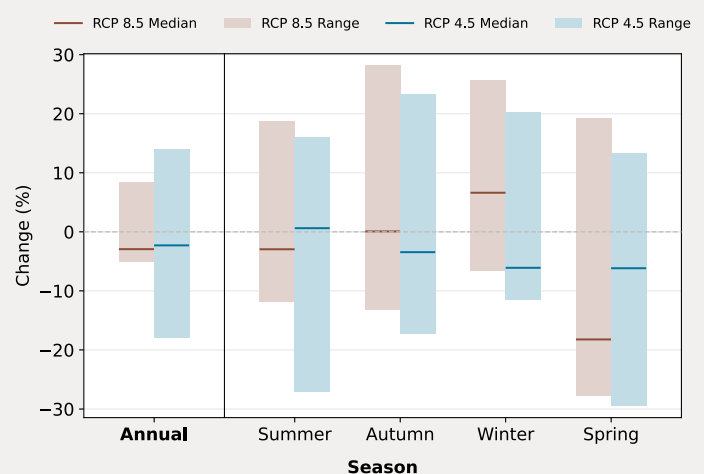 RCP 8.5 Median RCP 8.5 Range RCP 4.5 Median RCP 4.5 Range
30
20
10
0
−10
−20
−30
Change (%)
Annual Summer Autumn Winter Spring
Season